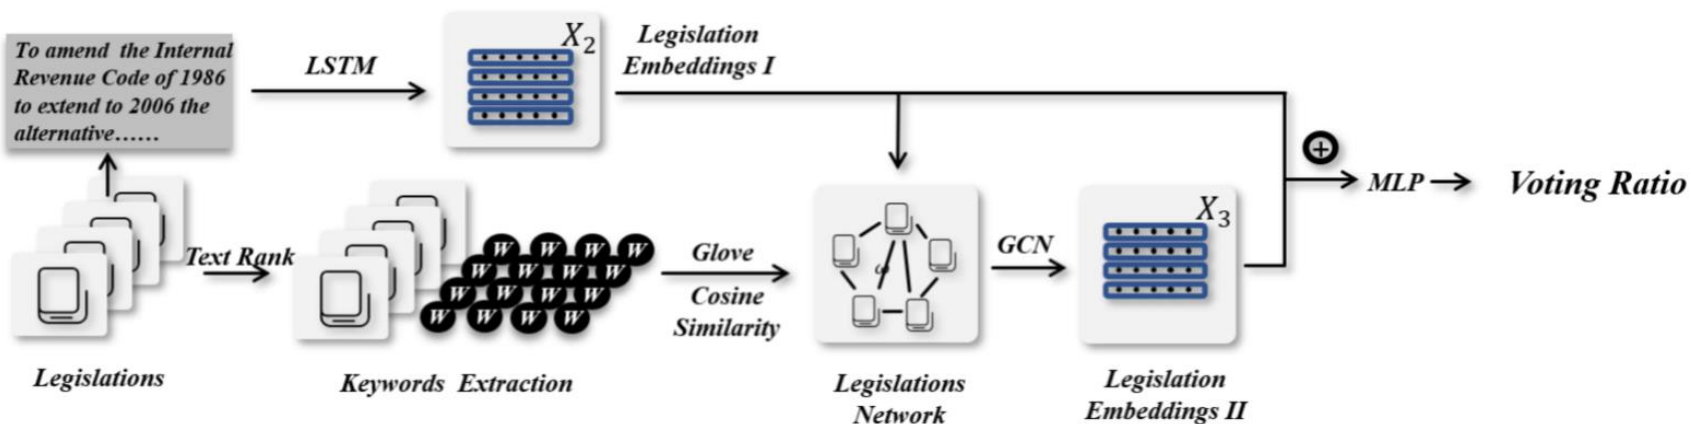 To amend the Internal
Revenue Code of 1986
to extend to 2006 the
alternative……
LSTM
X2
Legislation
Embeddings I
Text Rank
W W W W
W W W W
W W W W
W W W W
Glove
Cosine
Similarity
ω
GCN
X3
+
MLP
Voting Ratio
Legislations
Keywords Extraction
Legislations
Network
Legislation
Embeddings II